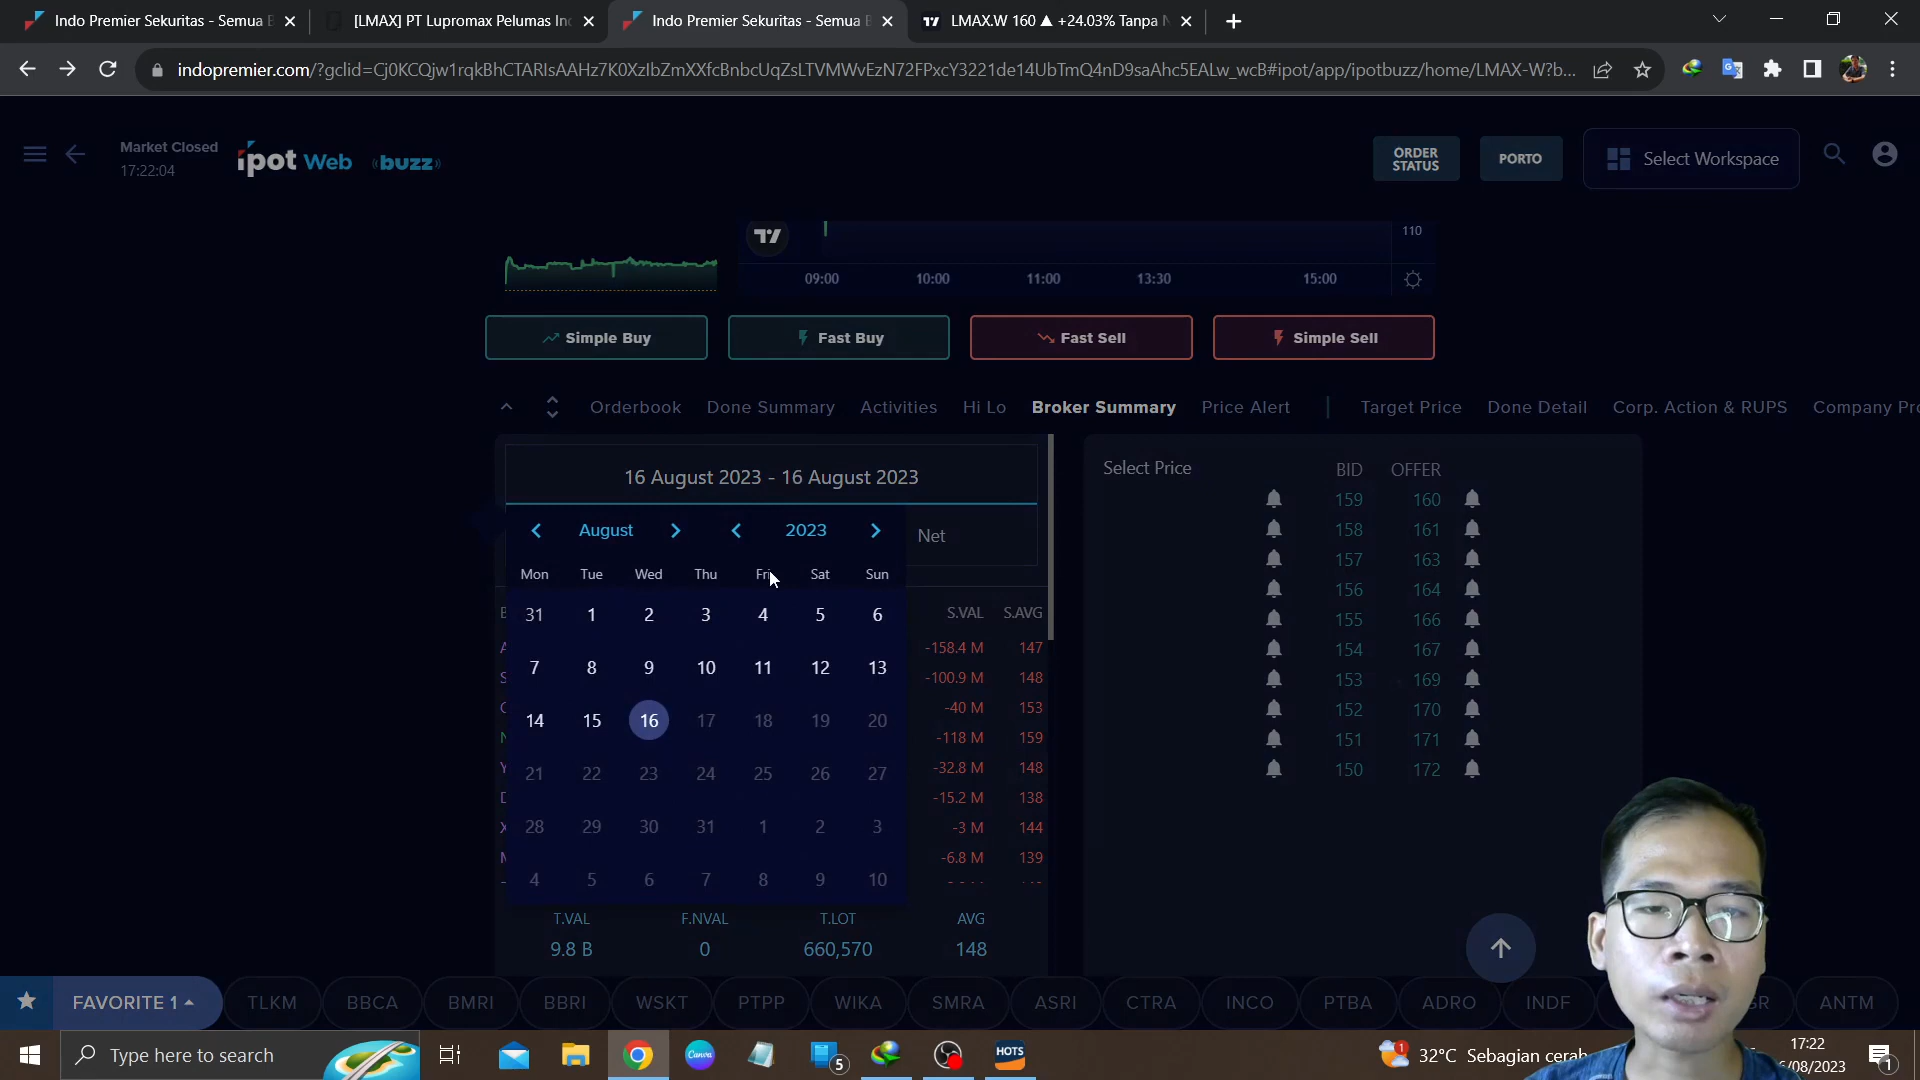 Indo Premier Sekuritas - Semua B
[LMAX] PT Lupromax Pelumas Ind
Indo Premier Sekuritas - Semua B
LMAX.W 160 ▲ +24.03% Tanpa N
indopremier.com/?gclid=Cj0KCQjw1rqkBhCTARIsAAHz7K0XzIbZmXXfcBnbcUqZsLTVMWvEzN72FPxcY3221de14UbTmQ4nD9saAhc5EALw_wcB#ipot/app/ipotbuzz/home/LMAX-W?b...
Market Closed
17:22:04
ipot Web
buzz
ORDER
STATUS
PORTO
Select Workspace
110
09:00 10:00 11:00 13:30 15:00
Simple Buy
Fast Buy
Fast Sell
Simple Sell
Orderbook Done Summary Activities Hi Lo Broker Summary Price Alert Target Price Done Detail Corp. Action & RUPS Company Pro
16 August 2023 - 16 August 2023
August 2023
Net
Mon Tue Wed Thu Fri Sat Sun
31 1 2 3 4 5 6
7 8 9 10 11 12 13
14 15 16 17 18 19 20
21 22 23 24 25 26 27
28 29 30 31 1 2 3
4 5 6 7 8 9 10
S.VAL S.AVG
-158.4 M 147
-100.9 M 148
-40 M 153
-118 M 159
-32.8 M 148
-15.2 M 138
-3 M 144
-6.8 M 139
T.VAL F.NVAL T.LOT AVG
9.8 B 0 660,570 148
Select Price BID OFFER
159 160
158 161
157 163
156 164
155 166
154 167
153 169
152 170
151 171
150 172
FAVORITE 1 TLKM BBCA BMRI BBRI WSKT PTPP WIKA SMRA ASRI CTRA INCO PTBA ADRO INDF ANTM
Type here to search
Canva
5
HOTS
1
32°C Sebagian cerah
17:22
/08/2023
1